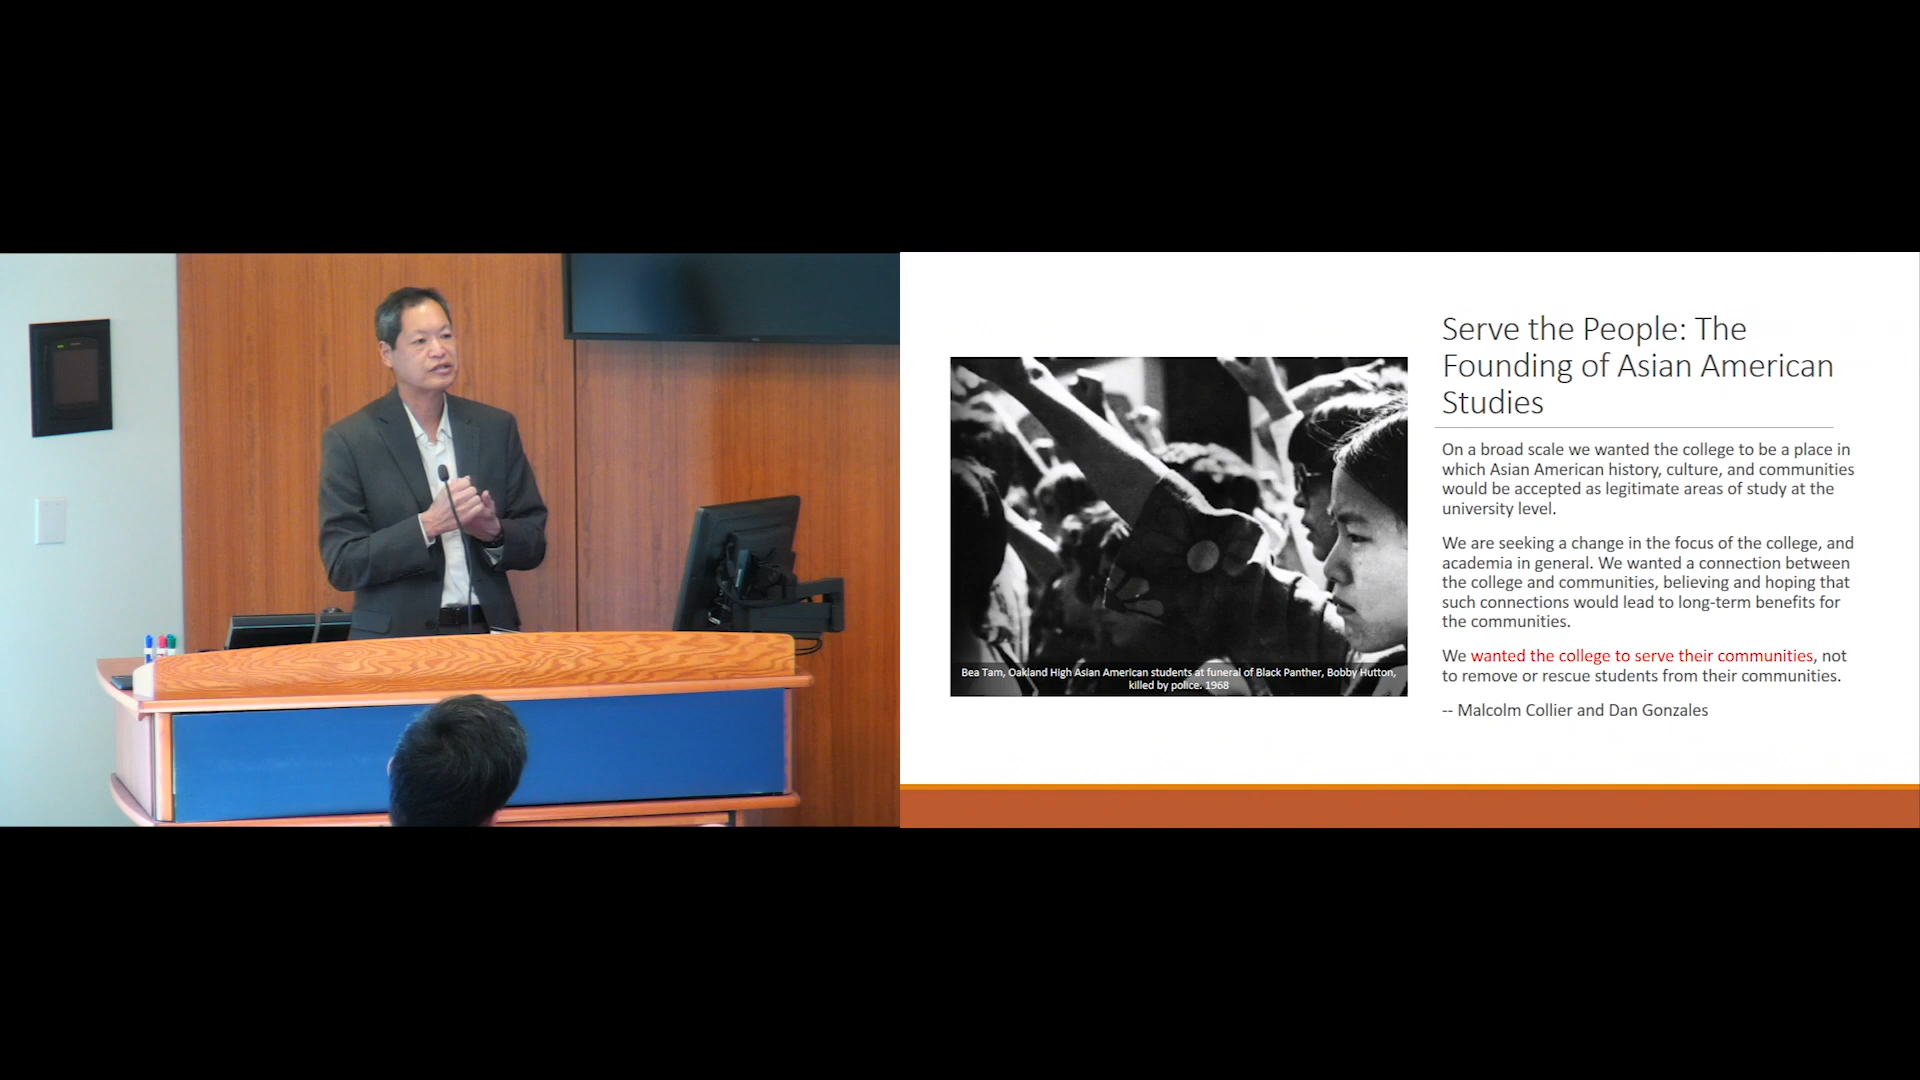 Serve the People: The
Founding of Asian American
Studies
On a broad scale we wanted the college to be a place in
which Asian American history, culture, and communities
would be accepted as legitimate areas of study at the
university level.
We are seeking a change in the focus of the college, and
academia in general. We wanted a connection between
the college and communities, believing and hoping that
such connections would lead to long-term benefits for
the communities.
We wanted the college to serve their communities, not
to remove or rescue students from their communities.
-- Malcolm Collier and Dan Gonzales
Bea Tam, Oakland High Asian American students at funeral of Black Panther, Bobby Hutton,
killed by police. 1968